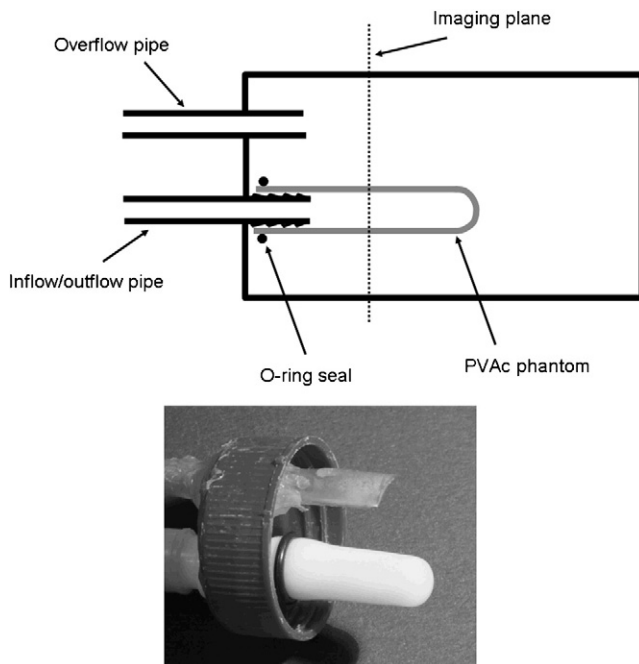 Imaging plane
Overflow pipe
Inflow/outflow pipe
O-ring seal
PVAc phantom